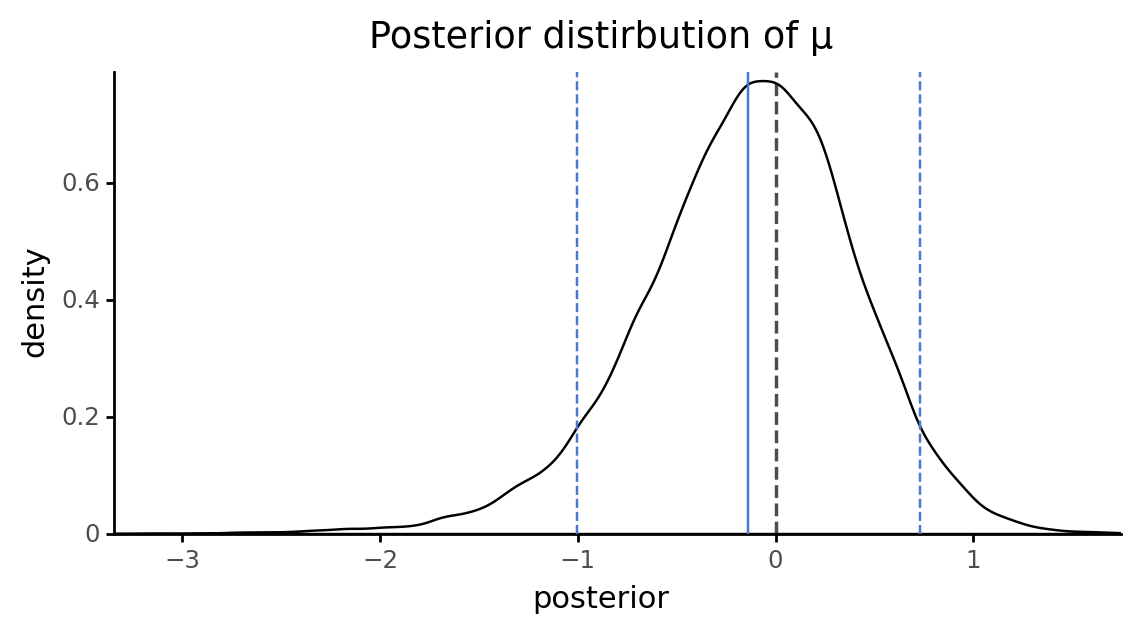 Posterior distirbution of μ
density
0.6
0.4
0.2
0
−3 −2 −1 0 1
posterior